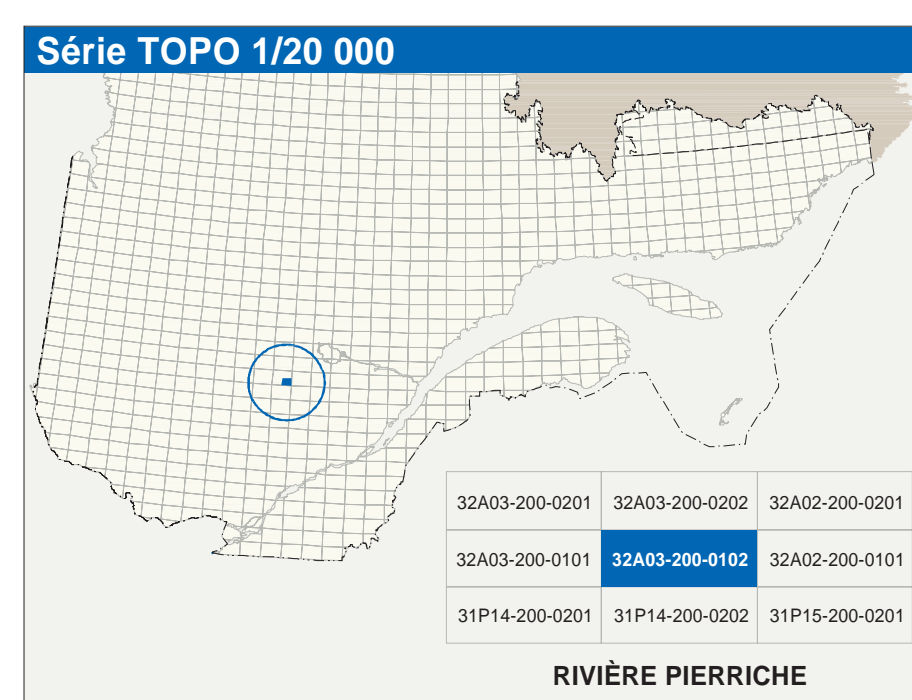 Série TOPO 1/20 000
32A03-200-0201 32A03-200-0202 32A02-200-0201
32A03-200-0101 32A03-200-0102 32A02-200-0101
31P14-200-0201 31P14-200-0202 31P15-200-0201
RIVIÈRE PIERRICHE